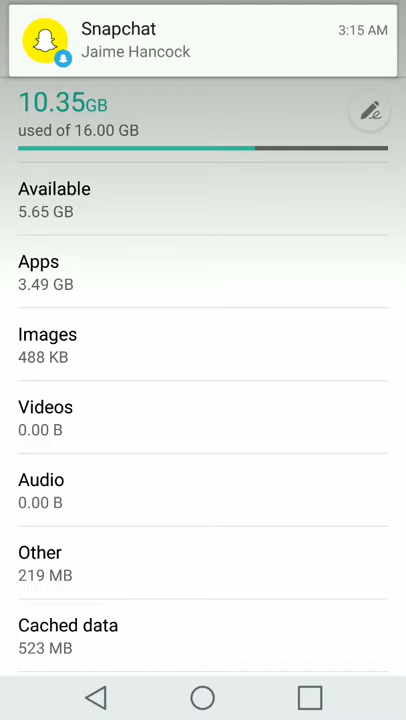 Snapchat
3:15 AM
Jaime Hancock
10.35GB
used of 16.00 GB
Available
5.65 GB
Apps
3.49 GB
Images
488 KB
Videos
0.00 B
Audio
0.00 B
Other
219 MB
Cached data
523 MB